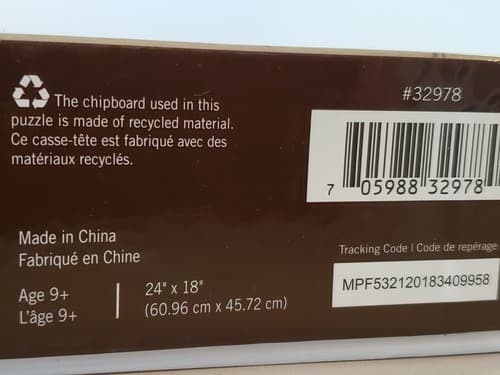 The chipboard used in this
puzzle is made of recycled material.
Ce casse-tête est fabriqué avec des
matériaux recyclés.
#32978
7 05988 32978
Made in China
Fabriqué en Chine
Age 9+
L'âge 9+
24" x 18"
(60.96 cm x 45.72 cm)
Tracking Code | Code de repérage
MPF532120183409958